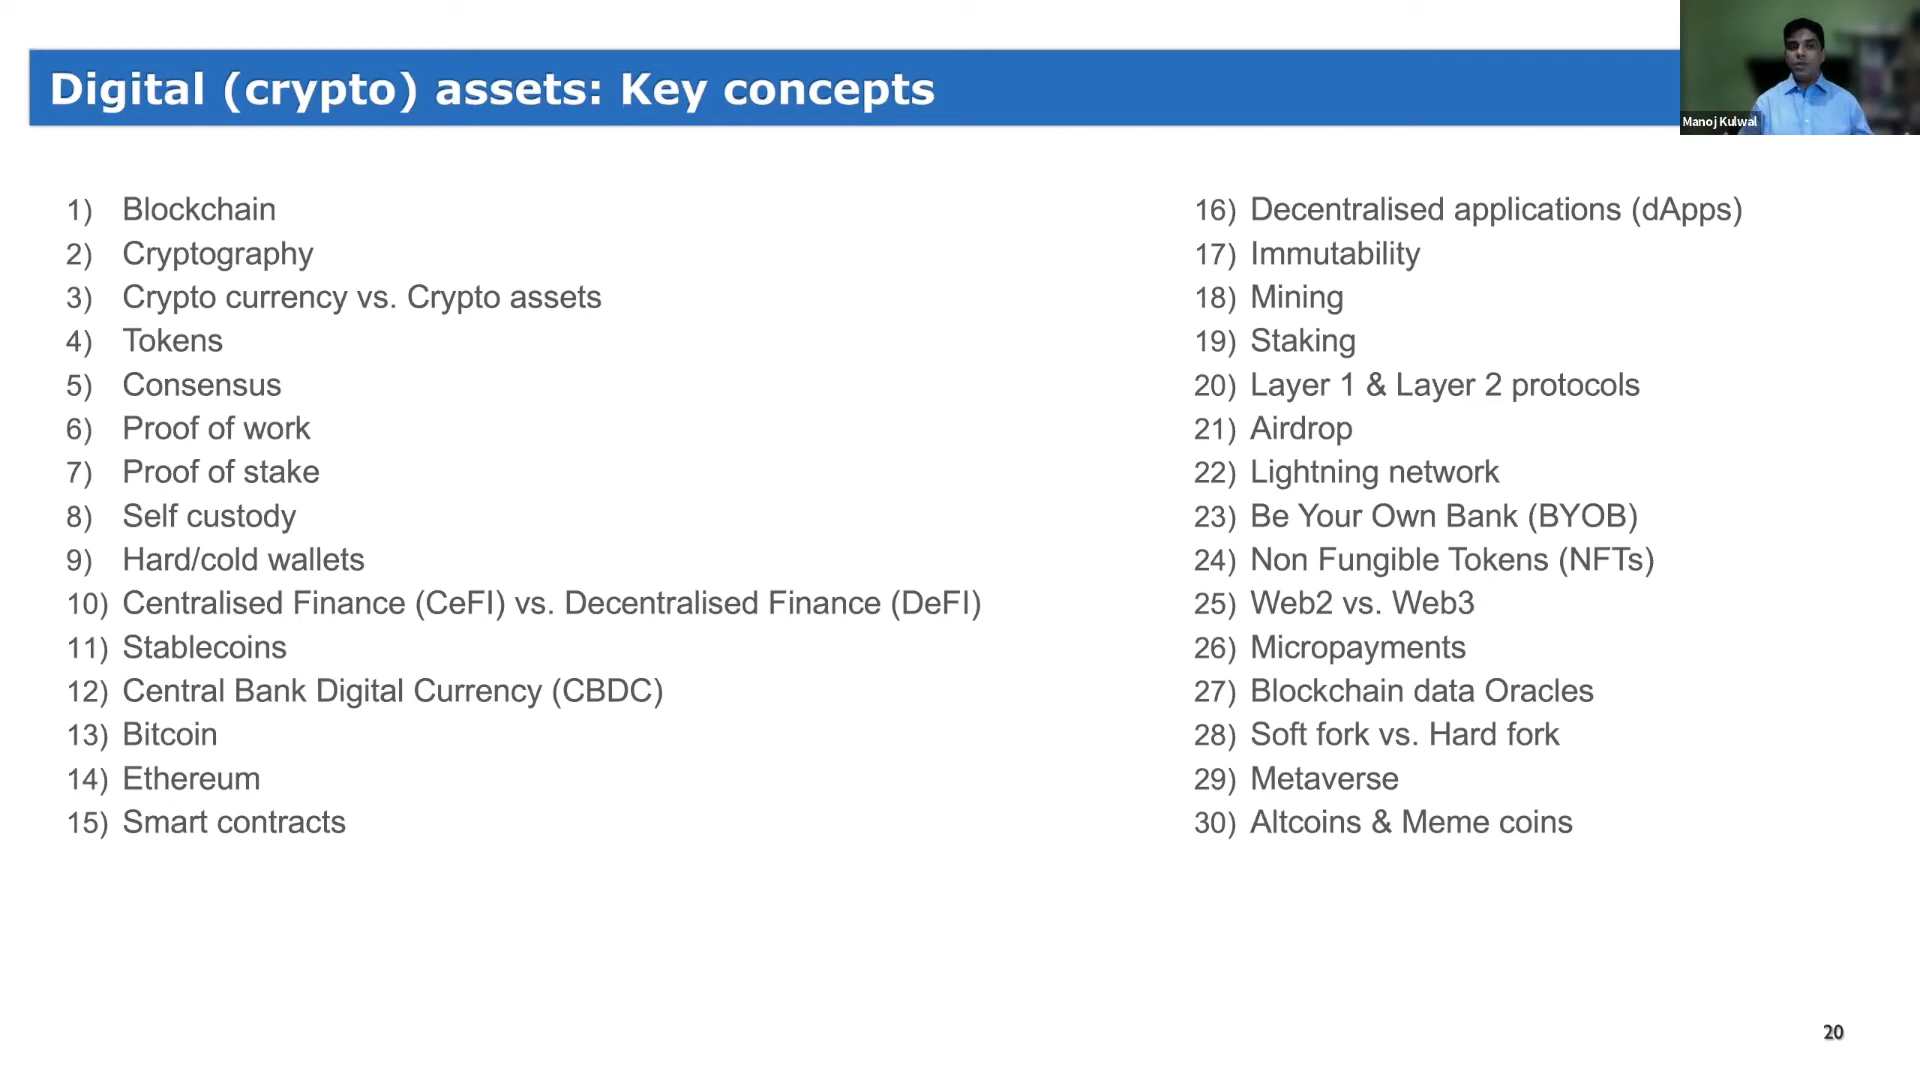 Digital (crypto) assets: Key concepts
Manoj Kulwal
1) Blockchain
2) Cryptography
3) Crypto currency vs. Crypto assets
4) Tokens
5) Consensus
6) Proof of work
7) Proof of stake
8) Self custody
9) Hard/cold wallets
10) Centralised Finance (CeFI) vs. Decentralised Finance (DeFI)
11) Stablecoins
12) Central Bank Digital Currency (CBDC)
13) Bitcoin
14) Ethereum
15) Smart contracts
16) Decentralised applications (dApps)
17) Immutability
18) Mining
19) Staking
20) Layer 1 & Layer 2 protocols
21) Airdrop
22) Lightning network
23) Be Your Own Bank (BYOB)
24) Non Fungible Tokens (NFTs)
25) Web2 vs. Web3
26) Micropayments
27) Blockchain data Oracles
28) Soft fork vs. Hard fork
29) Metaverse
30) Altcoins & Meme coins
20